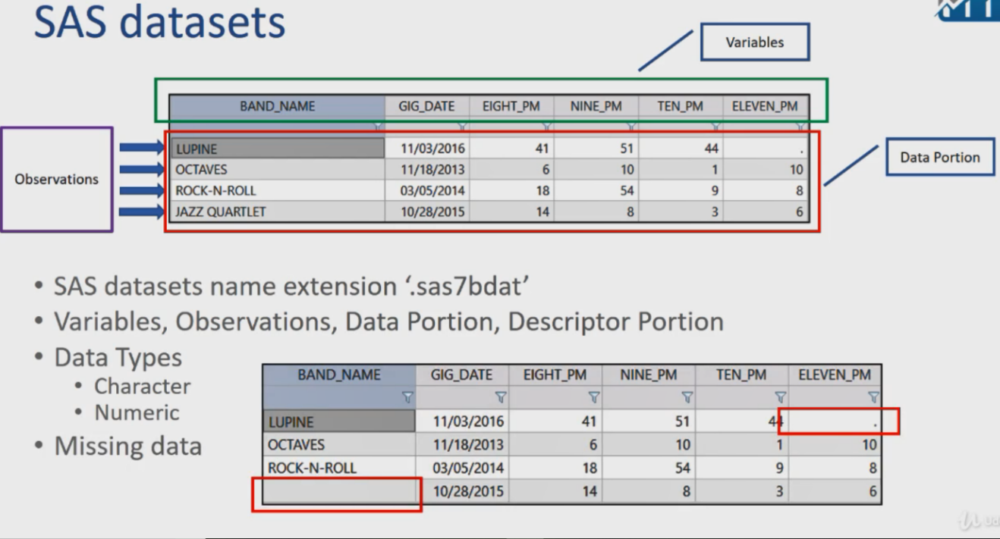 SAS datasets
Variables
BAND_NAME GIG_DATE EIGHT_PM NINE_PM TEN_PM ELEVEN_PM
LUPINE 11/03/2016 41 51 44 .
OCTAVES 11/18/2013 6 10 1 10
ROCK-N-ROLL 03/05/2014 18 54 9 8
JAZZ QUARTLET 10/28/2015 14 8 3 6
Observations
Data Portion
• SAS datasets name extension ‘.sas7bdat’
• Variables, Observations, Data Portion, Descriptor Portion
• Data Types
• Character
• Numeric
• Missing data
BAND_NAME GIG_DATE EIGHT_PM NINE_PM TEN_PM ELEVEN_PM
LUPINE 11/03/2016 41 51 44 .
OCTAVES 11/18/2013 6 10 1 10
ROCK-N-ROLL 03/05/2014 18 54 9 8
10/28/2015 14 8 3 6